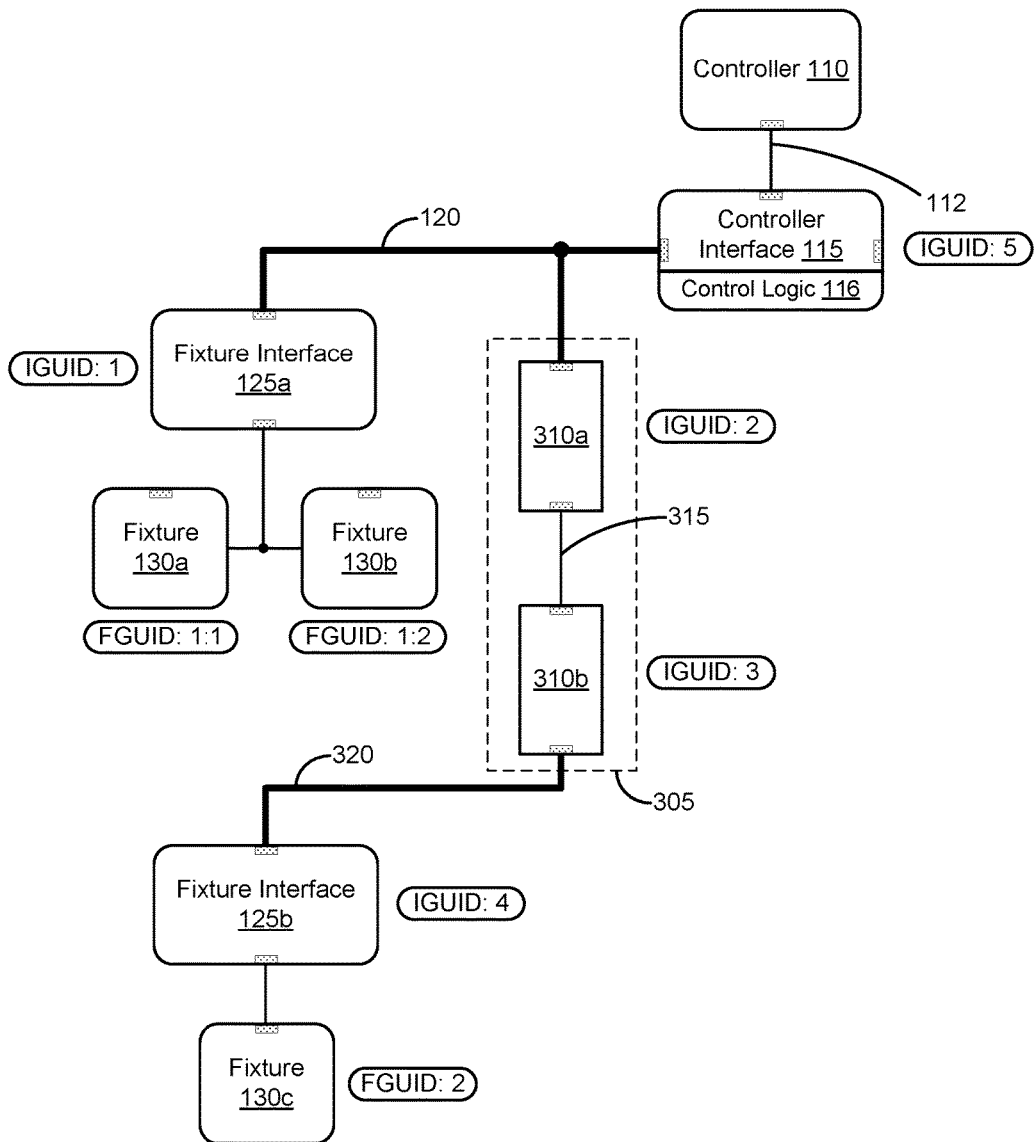 Controller 110
112
Controller
Interface 115
Control Logic 116
IGUID: 5
120
Fixture Interface
125a
IGUID: 1
310a
IGUID: 2
315
Fixture
130a
Fixture
130b
FGUID: 1:1
FGUID: 1:2
310b
IGUID: 3
320
305
Fixture Interface
125b
IGUID: 4
Fixture
130c
FGUID: 2